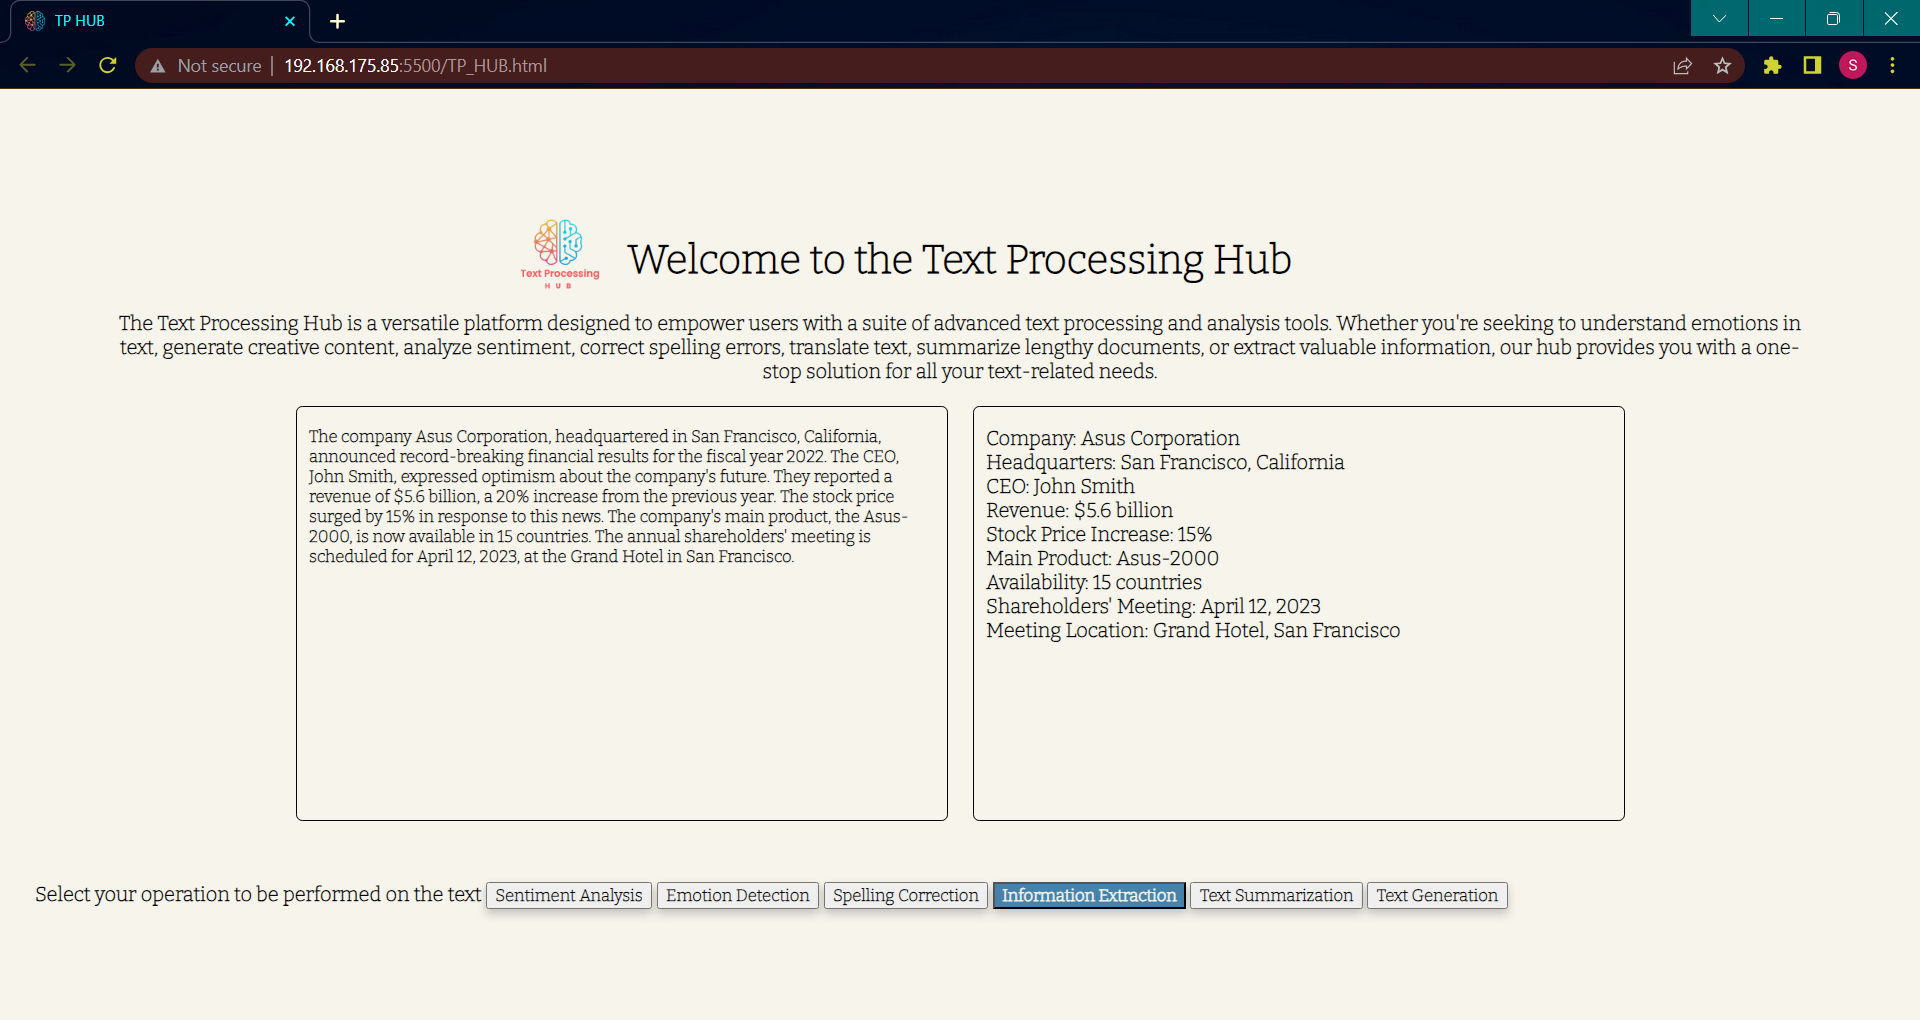 TP HUB
Not secure
192.168.175.85:5500/TP_HUB.html
S
Text Processing
HUB
Welcome to the Text Processing Hub
The Text Processing Hub is a versatile platform designed to empower users with a suite of advanced text processing and analysis tools. Whether you're seeking to understand emotions in
text, generate creative content, analyze sentiment, correct spelling errors, translate text, summarize lengthy documents, or extract valuable information, our hub provides you with a one-
stop solution for all your text-related needs.
The company Asus Corporation, headquartered in San Francisco, California,
announced record-breaking financial results for the fiscal year 2022. The CEO,
John Smith, expressed optimism about the company's future. They reported a
revenue of $5.6 billion, a 20% increase from the previous year. The stock price
surged by 15% in response to this news. The company's main product, the Asus-
2000, is now available in 15 countries. The annual shareholders' meeting is
scheduled for April 12, 2023, at the Grand Hotel in San Francisco.
Company: Asus Corporation
Headquarters: San Francisco, California
CEO: John Smith
Revenue: $5.6 billion
Stock Price Increase: 15%
Main Product: Asus-2000
Availability: 15 countries
Shareholders' Meeting: April 12, 2023
Meeting Location: Grand Hotel, San Francisco
Select your operation to be performed on the text Sentiment Analysis Emotion Detection Spelling Correction Information Extraction Text Summarization Text Generation